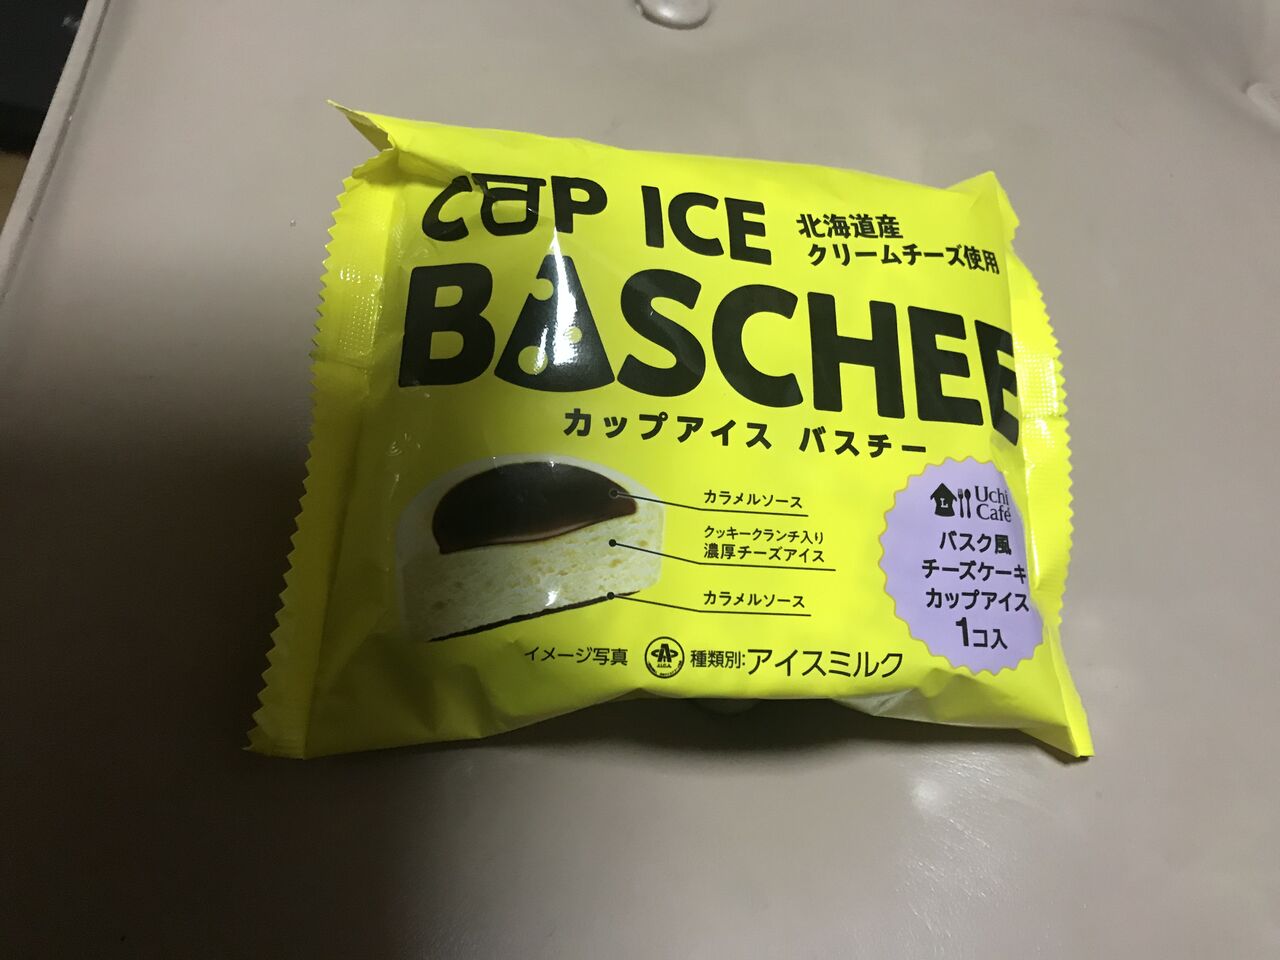 CUP ICE
北海道産
クリームチーズ使用
BASCHEE
カップアイス バスチー
カラメルソース
クッキークランチ入り
濃厚チーズアイス
カラメルソース
イメージ写真
種類別:アイスミルク
L
Uchi
Café
バスク風
チーズケーキ
カップアイス
1コ入